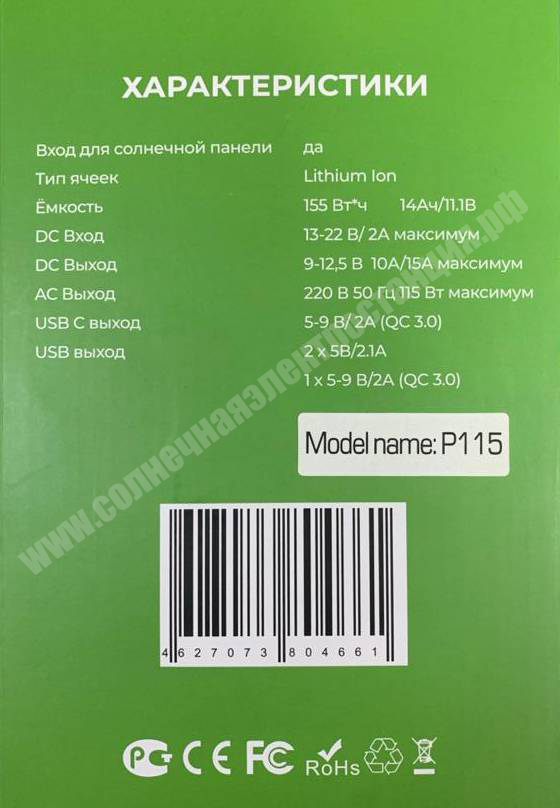 ХАРАКТЕРИСТИКИ
Вход для солнечной панели да
Тип ячеек Lithium Ion
Ёмкость 155 Вт*ч 14Ач/11.1В
DC Вход 13-22 В/ 2А максимум
DC Выход 9-12,5 В 10А/15А максимум
AC Выход 220 В 50 Гц 115 Вт максимум
USB C выход 5-9 В/ 2А (QC 3.0)
USB выход 2 x 5В/2.1А
1 x 5-9 В/2А (QC 3.0)
Model name: P115
www.солнечнаяэлектростанция.рф
4 627073 804661
РСТ CE FC RoHS